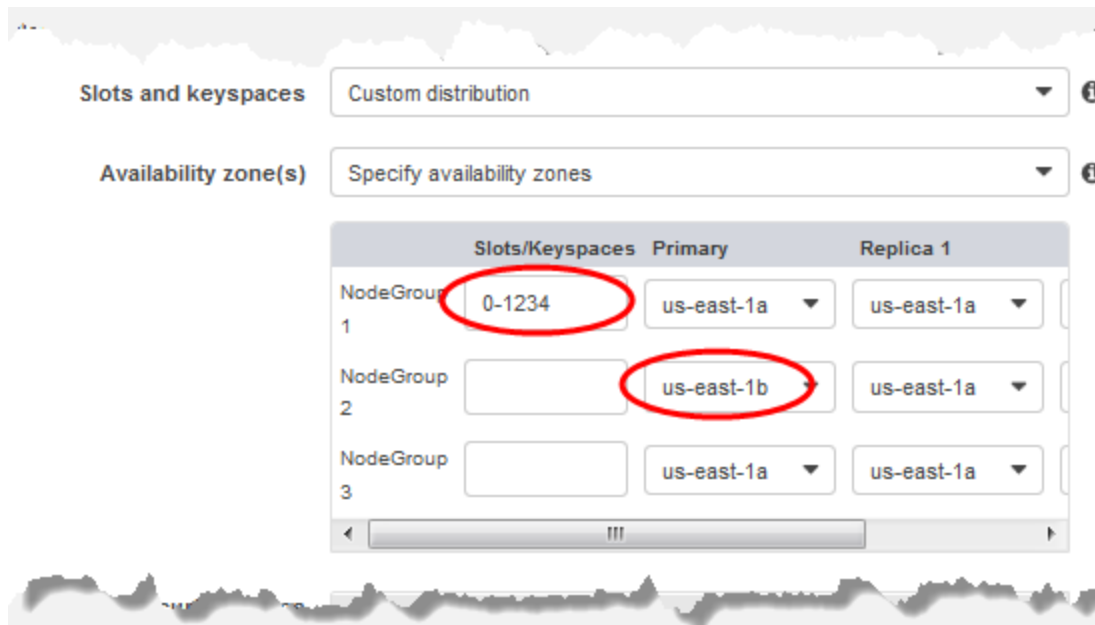 Slots and keyspaces Custom distribution
Availability zone(s) Specify availability zones
Slots/Keyspaces Primary Replica 1
NodeGroup 1 0-1234 us-east-1a us-east-1a
NodeGroup 2 us-east-1b us-east-1a
NodeGroup 3 us-east-1a us-east-1a